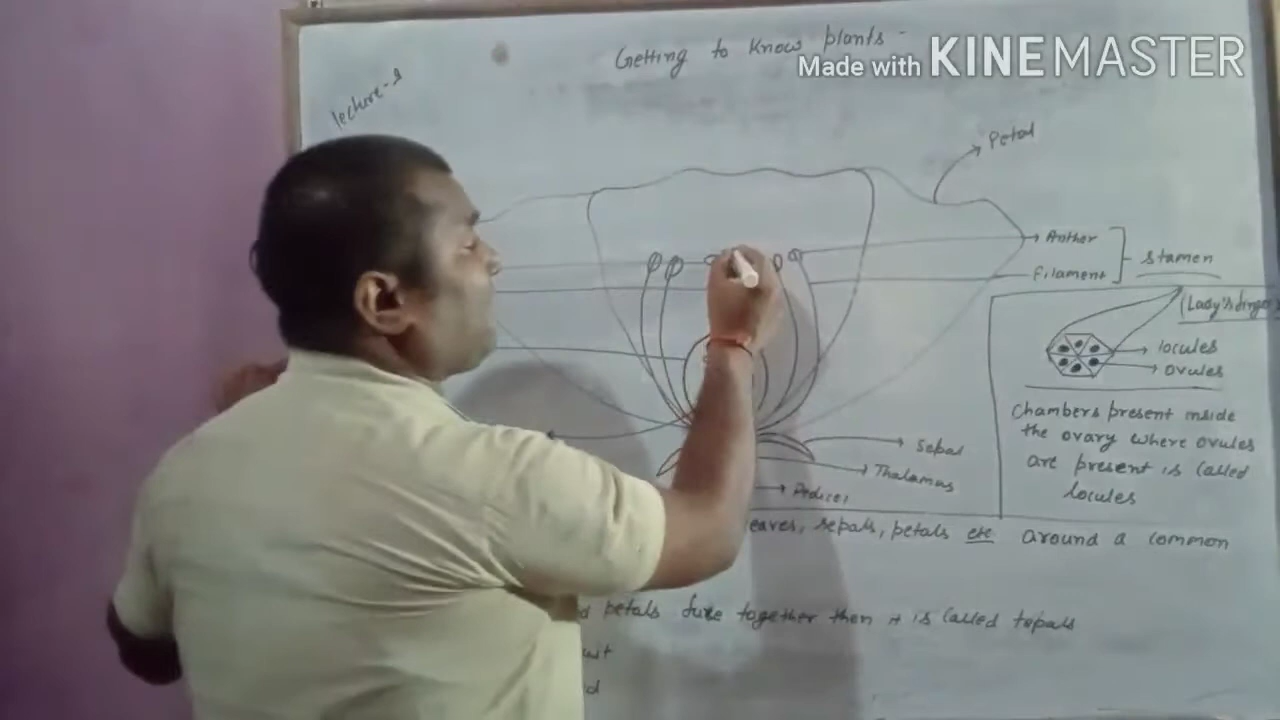 Getting to Know plants -
Made with KINEMASTER
lecture-9
Petal
Anther
Filament
Stamen
(Lady's finger
locules
ovules
Chambers present inside
the ovary where ovules
are present is called
locules
Sepal
Thalamus
Pedicel
eaves, sepals, petals etc around a common
petals fuse together then it is called tepals